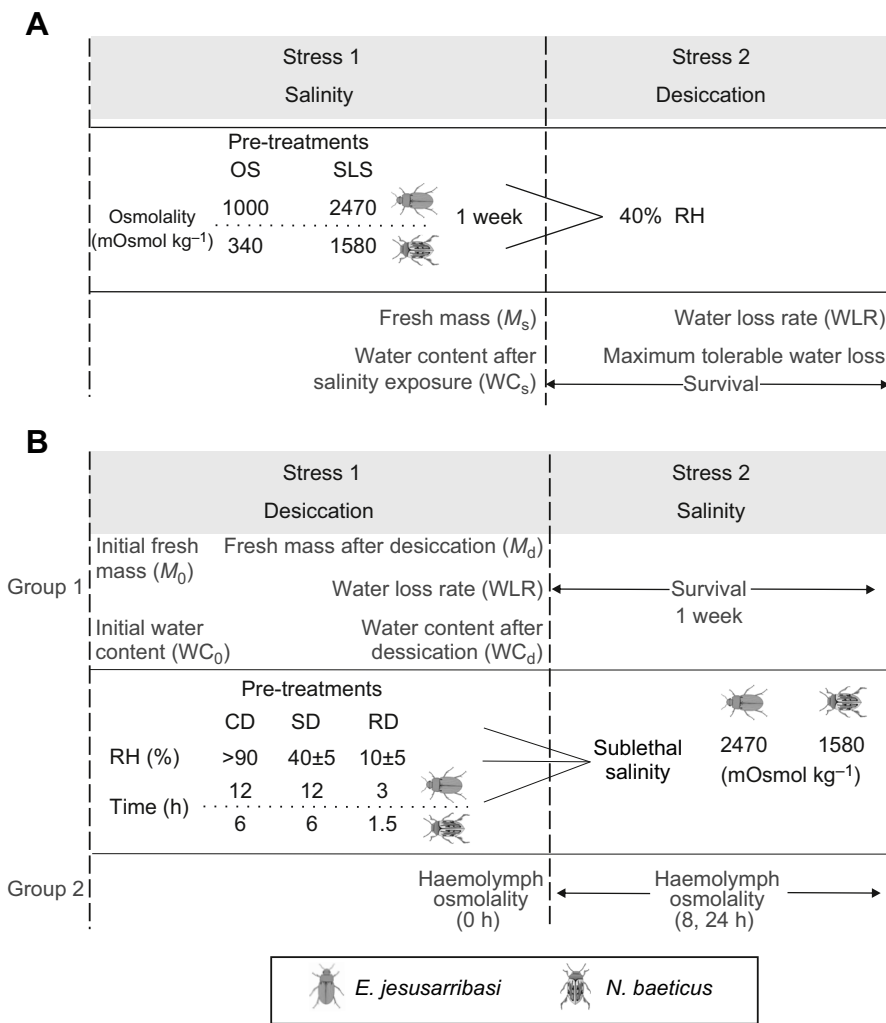 A
Stress 1
Salinity
Stress 2
Desiccation
Pre-treatments
OS SLS
Osmolality
(mOsmol kg⁻¹)
1000 2470
340 1580
1 week
40% RH
Fresh mass (Ms)
Water content after
salinity exposure (WCs)
Water loss rate (WLR)
Maximum tolerable water loss
Survival
B
Stress 1
Desiccation
Stress 2
Salinity
Group 1
Initial fresh
mass (M0)
Fresh mass after desiccation (Md)
Water loss rate (WLR)
Initial water
content (WC0)
Water content after
dessication (WCd)
Survival
1 week
Pre-treatments
CD SD RD
RH (%) >90 40±5 10±5
Time (h)
12 12 3
6 6 1.5
Sublethal
salinity
2470 1580
(mOsmol kg⁻¹)
Group 2
Haemolymph
osmolality
(0 h)
Haemolymph
osmolality
(8, 24 h)
E. jesusarribasi N. baeticus